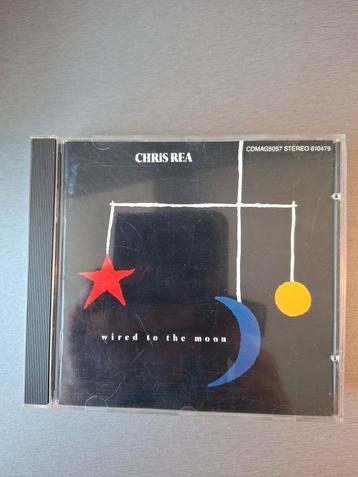 CHRIS REA
CDMAG5057 STEREO 610479
wired to the moon